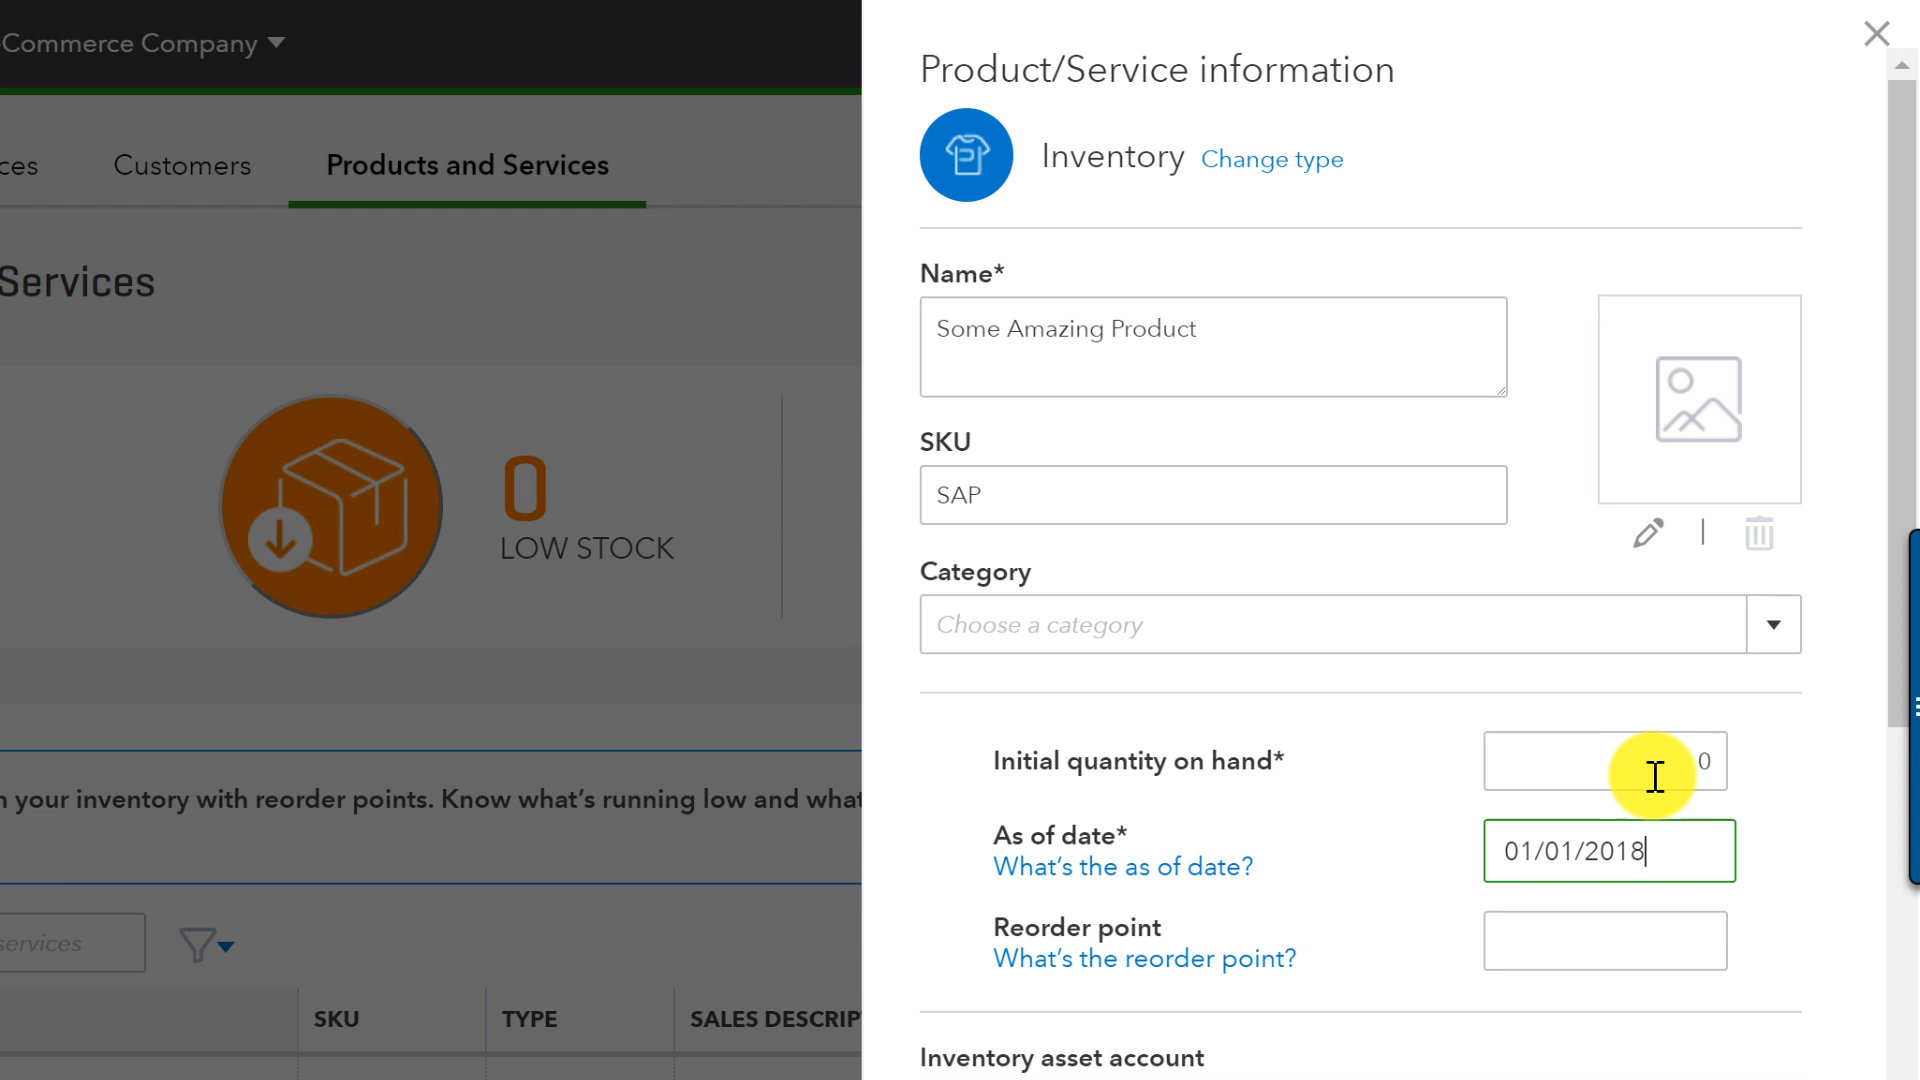 Commerce Company
ces
Customers
Products and Services
Services
0
LOW STOCK
your inventory with reorder points. Know what's running low and what
services
SKU
TYPE
SALES DESCRIP
Product/Service information
Inventory Change type
Name*
Some Amazing Product
SKU
SAP
Category
Choose a category
Initial quantity on hand*
0
As of date*
01/01/2018
What's the as of date?
Reorder point
What's the reorder point?
Inventory asset account